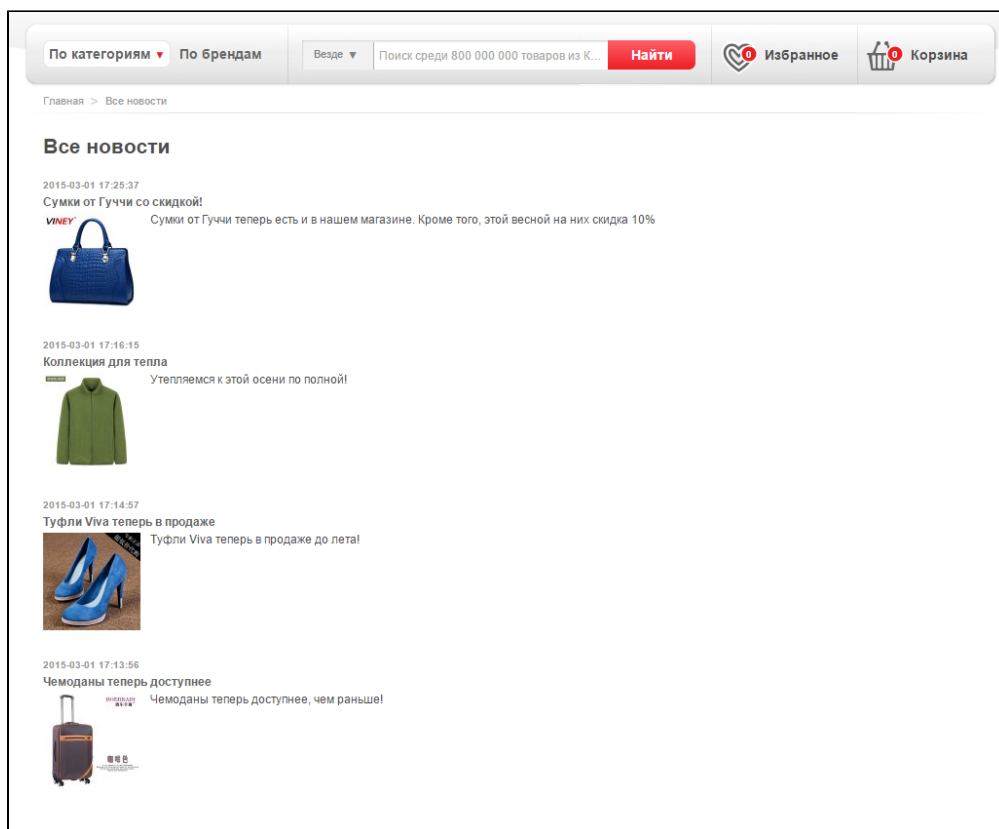 По категориям ▼ По брендам Везде ▼ Поиск среди 800 000 000 товаров из К... Найти 0 Избранное 0 Корзина
Главная > Все новости
Все новости
2015-03-01 17:25:37
Сумки от Гуччи со скидкой!
VINEY
Сумки от Гуччи теперь есть и в нашем магазине. Кроме того, этой весной на них скидка 10%
2015-03-01 17:16:15
Коллекция для тепла
Утепляемся к этой осени по полной!
2015-03-01 17:14:57
Туфли Viva теперь в продаже
Туфли Viva теперь в продаже до лета!
2015-03-01 17:13:56
Чемоданы теперь доступнее
Чемоданы теперь доступнее, чем раньше!
咖啡色